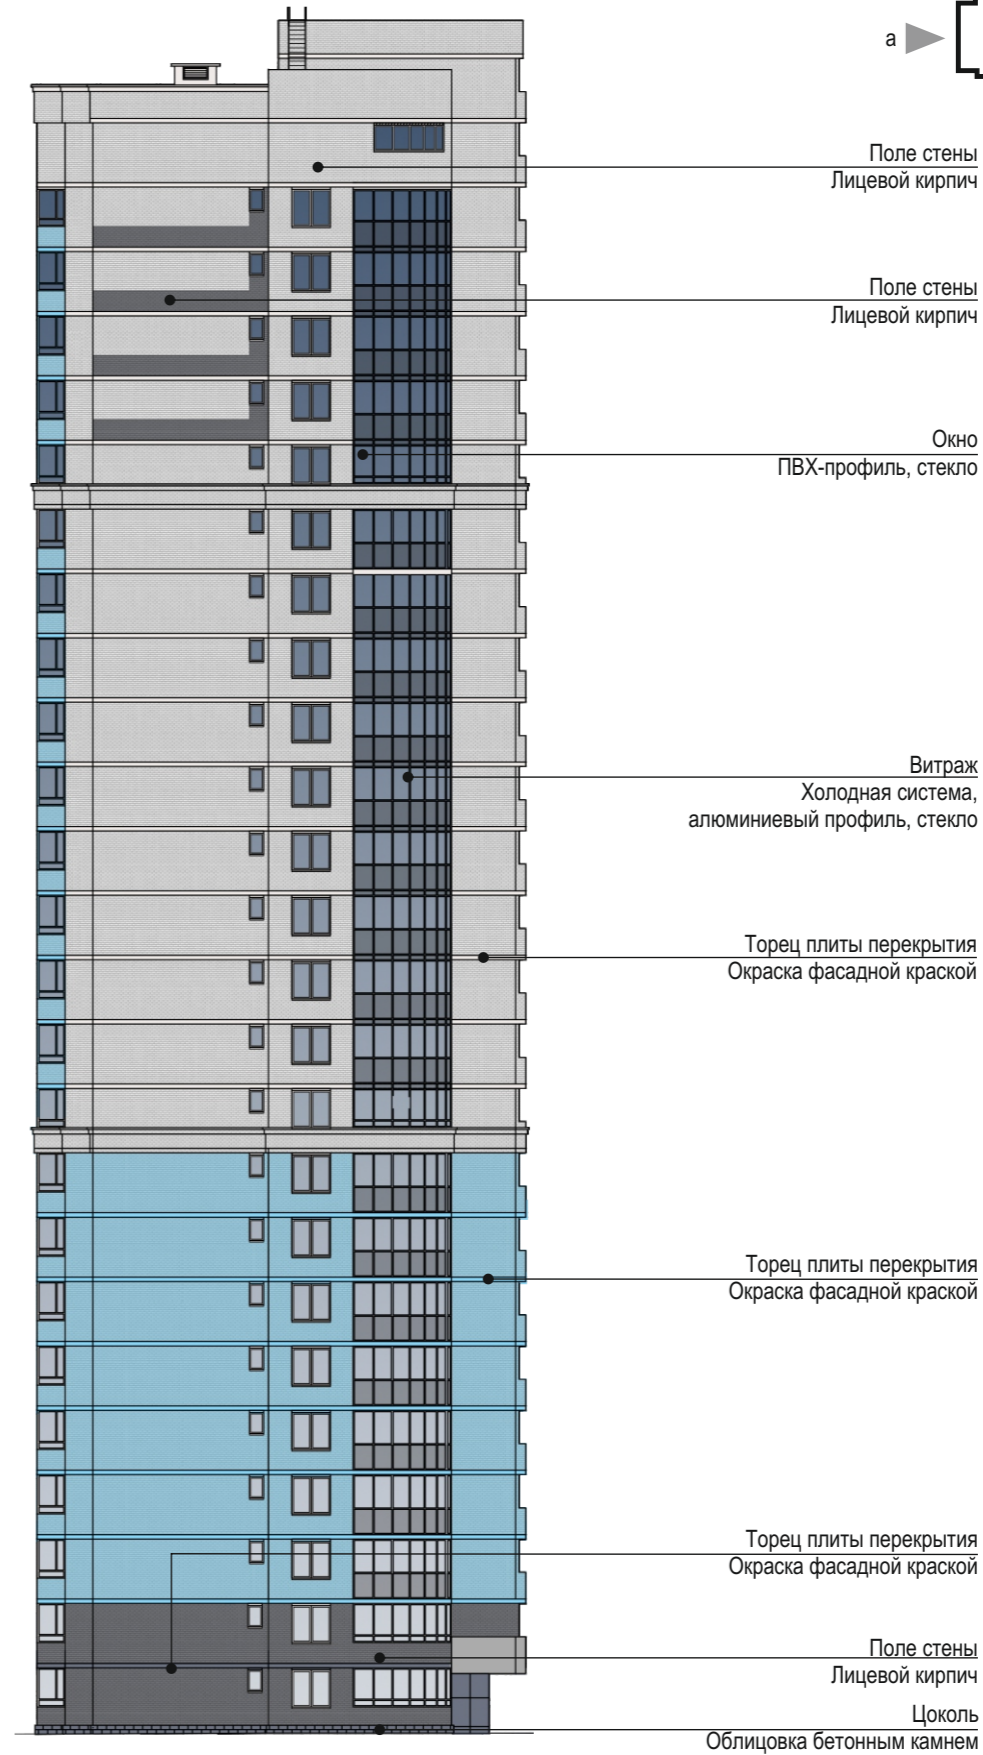 а
Поле стены
Лицевой кирпич
Поле стены
Лицевой кирпич
Окно
ПВХ-профиль, стекло
Витраж
Холодная система,
алюминиевый профиль, стекло
Торец плиты перекрытия
Окраска фасадной краской
Торец плиты перекрытия
Окраска фасадной краской
Торец плиты перекрытия
Окраска фасадной краской
Поле стены
Лицевой кирпич
Цоколь
Облицовка бетонным камнем